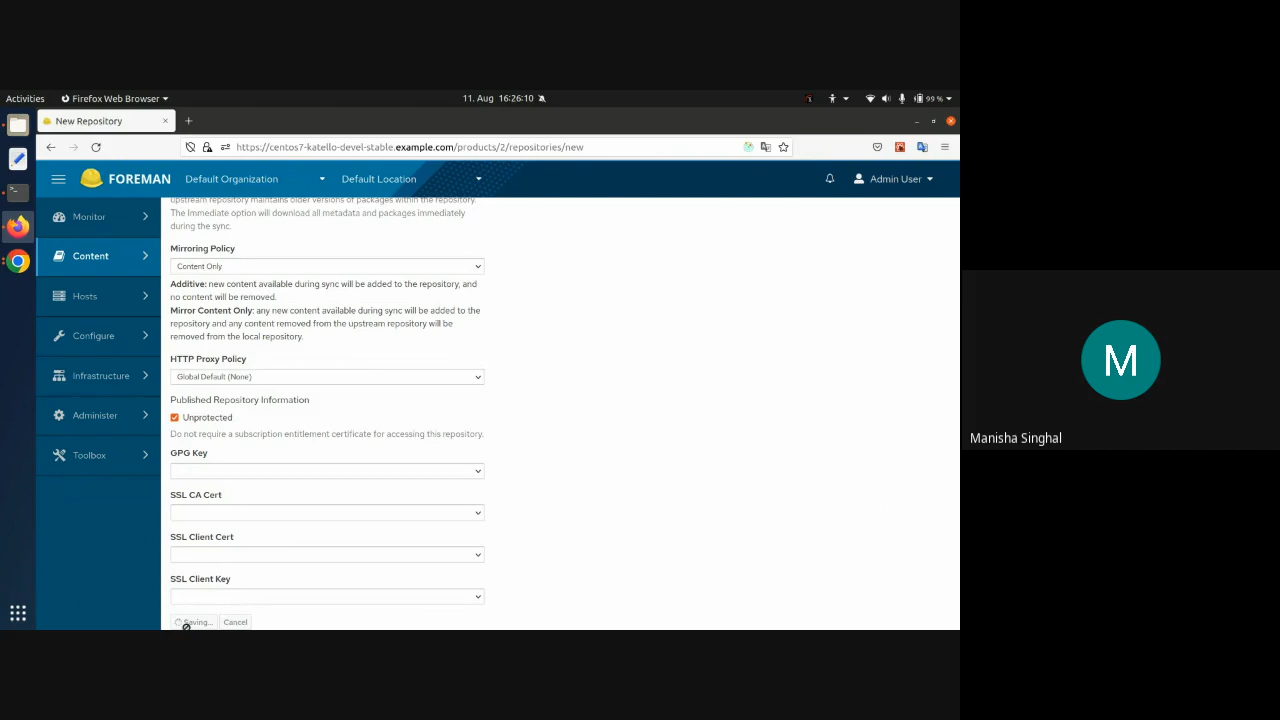 Activities
Firefox Web Browser
11. Aug 16:26:10
99 %
New Repository
https://centos7-katello-devel-stable.example.com/products/2/repositories/new
FOREMAN
Default Organization
Default Location
Admin User
Monitor
Content
Hosts
Configure
Infrastructure
Administer
Toolbox
upstream repository maintains older versions of packages within the repository.
The Immediate option will download all metadata and packages immediately
during the sync.
Mirroring Policy
Content Only
Additive: new content available during sync will be added to the repository, and
no content will be removed.
Mirror Content Only: any new content available during sync will be added to the
repository and any content removed from the upstream repository will be
removed from the local repository.
HTTP Proxy Policy
Global Default (None)
Published Repository Information
Unprotected
Do not require a subscription entitlement certificate for accessing this repository.
GPG Key
SSL CA Cert
SSL Client Cert
SSL Client Key
Saving...
Cancel
M
Manisha Singhal